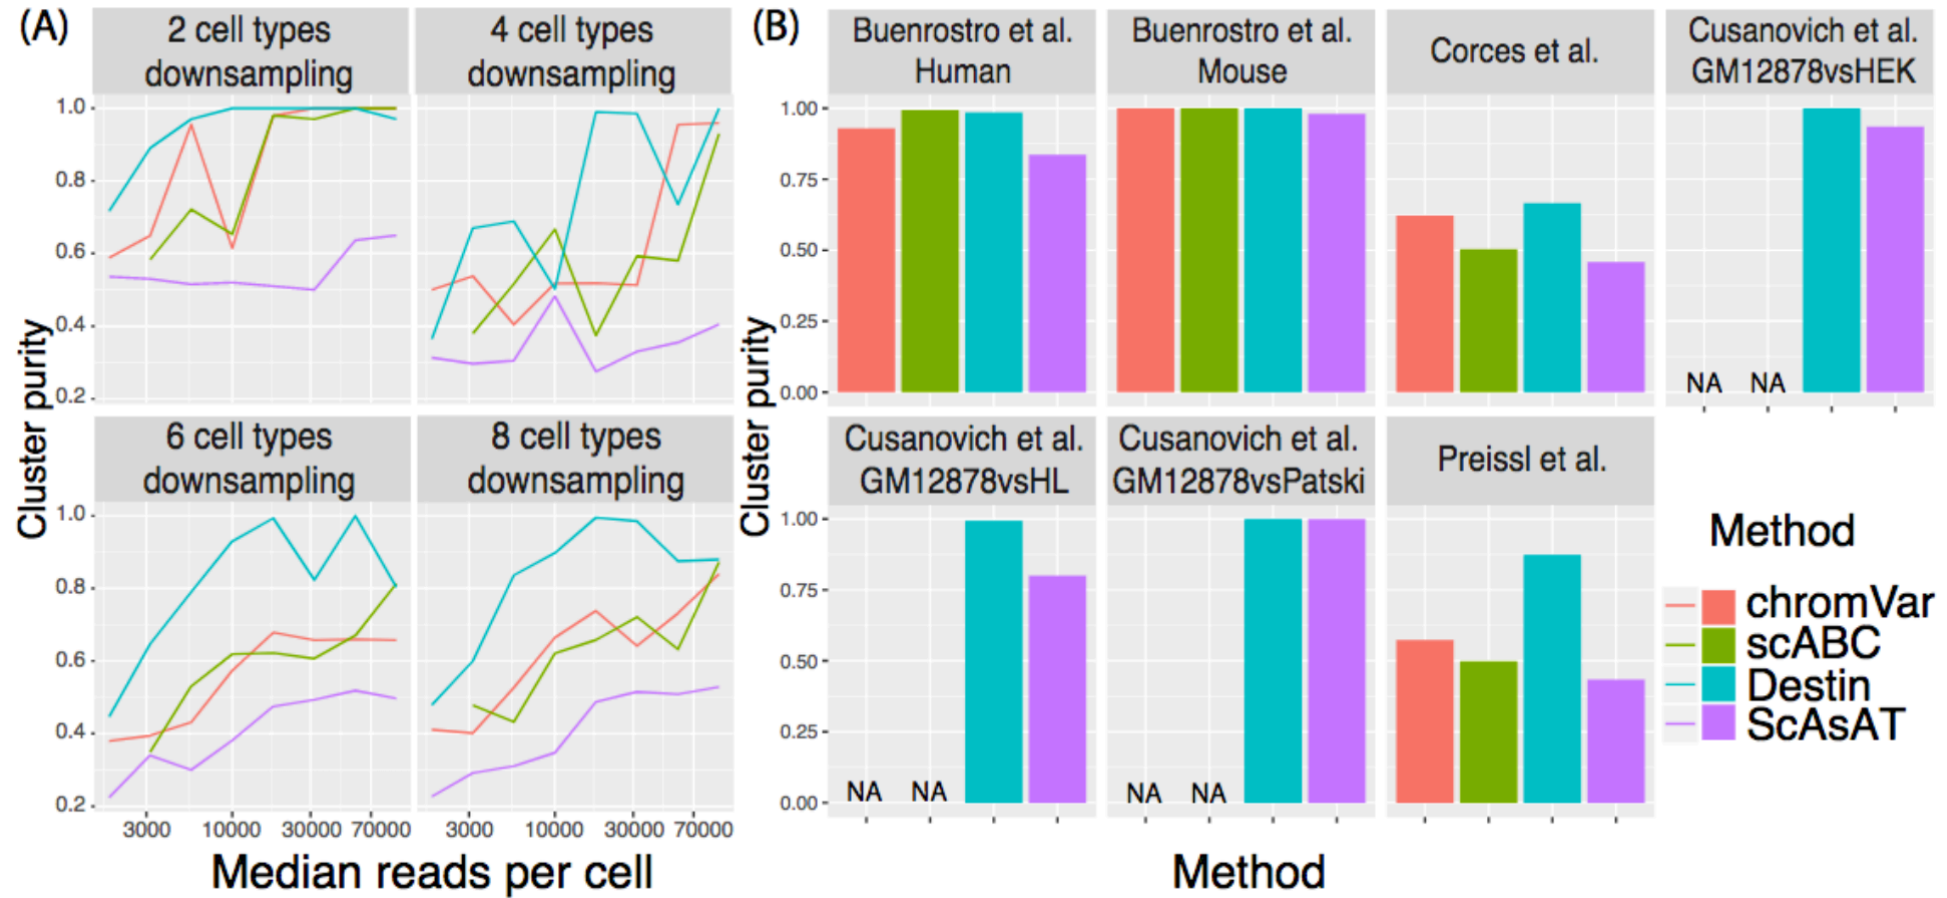 (A)
2 cell types
downsampling
4 cell types
downsampling
1.0
0.8
0.6
0.4
0.2
6 cell types
downsampling
8 cell types
downsampling
1.0
0.8
0.6
0.4
0.2
3000 10000 30000 70000
3000 10000 30000 70000
Cluster purity
Median reads per cell
(B)
Buenrostro et al.
Human
Buenrostro et al.
Mouse
Corces et al.
Cusanovich et al.
GM12878vsHEK
1.00
0.75
0.50
0.25
0.00
NA NA
Cusanovich et al.
GM12878vsHL
Cusanovich et al.
GM12878vsPatski
Preissl et al.
1.00
0.75
0.50
0.25
0.00
NA NA
NA NA
Cluster purity
Method
Method
chromVar
scABC
Destin
ScAsAT